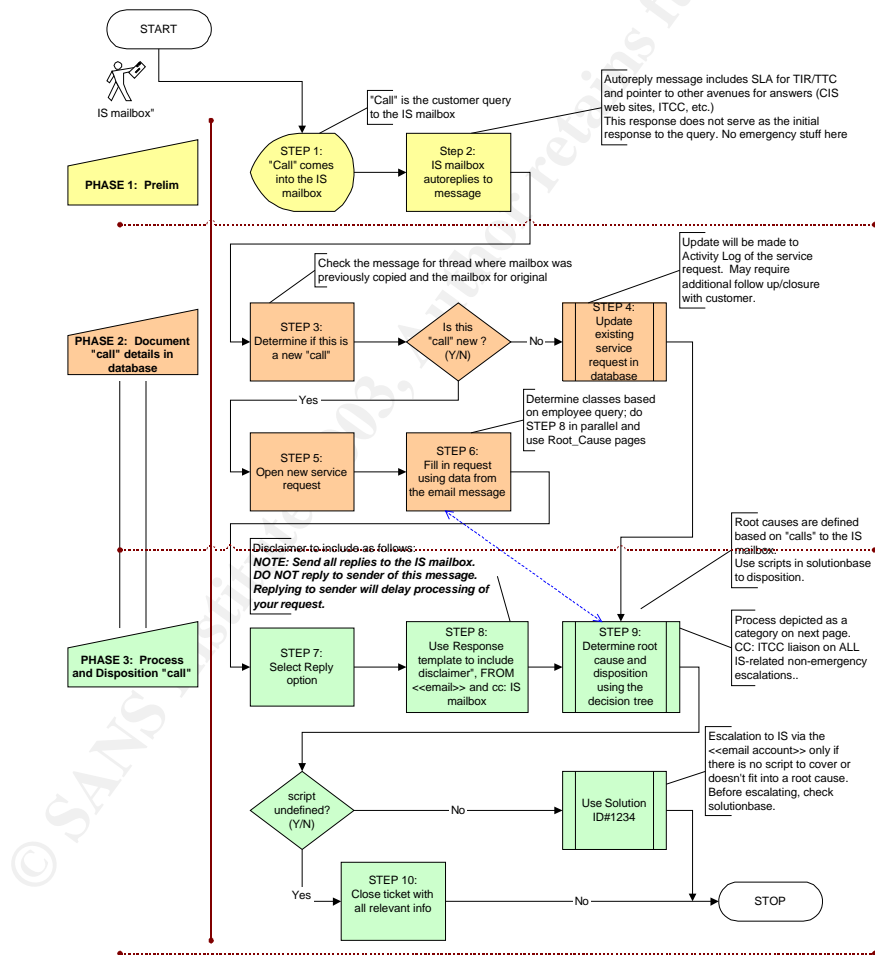 START
IS mailbox"
"Call" is the customer query
to the IS mailbox
Autoreply message includes SLA for TIR/TTC
and pointer to other avenues for answers (CIS
web sites, ITCC, etc.)
This response does not serve as the initial
response to the query. No emergency stuff here
PHASE 1: Prelim
STEP 1:
"Call" comes
into the IS
mailbox
Step 2:
IS mailbox
autoreplies to
message
Check the message for thread where mailbox was
previously copied and the mailbox for original
Update will be made to
Activity Log of the service
request. May require
additional follow up/closure
with customer.
PHASE 2: Document
"call" details in
database
STEP 3:
Determine if this is
a new "call"
Is this
"call" new ?
(Y/N)
No
STEP 4:
Update
existing
service
request in
database
Yes
Determine classes based
on employee query; do
STEP 8 in parallel and
use Root_Cause pages
STEP 5:
Open new service
request
STEP 6:
Fill in request
using data from
the email message
Disclaimer to include as follows:
NOTE: Send all replies to the IS mailbox.
DO NOT reply to sender of this message.
Replying to sender will delay processing of
your request.
Root causes are defined
based on "calls" to the IS
mailbox.
Use scripts in solutionbase
to disposition.
PHASE 3: Process
and Disposition "call"
STEP 7:
Select Reply
option
STEP 8:
Use Response
template to include
disclaimer", FROM
<<email>> and cc: IS
mailbox
STEP 9:
Determine root
cause and
disposition
using the
decision tree
Process depicted as a
category on next page.
CC: ITCC liaison on ALL
IS-related non-emergency
escalations..
Escalation to IS via the
<<email account>> only if
there is no script to cover or
doesn't fit into a root cause.
Before escalating, check
solutionbase.
script
undefined?
(Y/N)
No
Use Solution
ID#1234
Yes
STEP 10:
Close ticket with
all relevant info
No
STOP
© SANS Institute 2003, Author retains fu